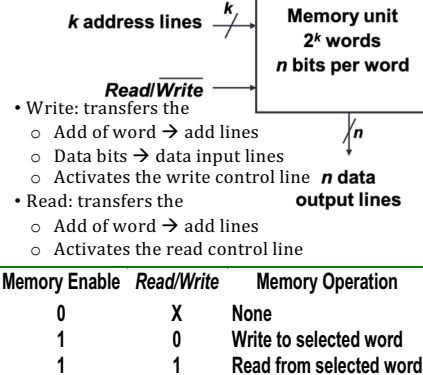 k
k address lines
Memory unit
2ᵏ words
n bits per word
Read/Write
• Write: transfers the
o Add of word → add lines
o Data bits → data input lines
o Activates the write control line
n
n data
output lines
• Read: transfers the
o Add of word → add lines
o Activates the read control line
Memory Enable Read/Write Memory Operation
0 X None
1 0 Write to selected word
1 1 Read from selected word